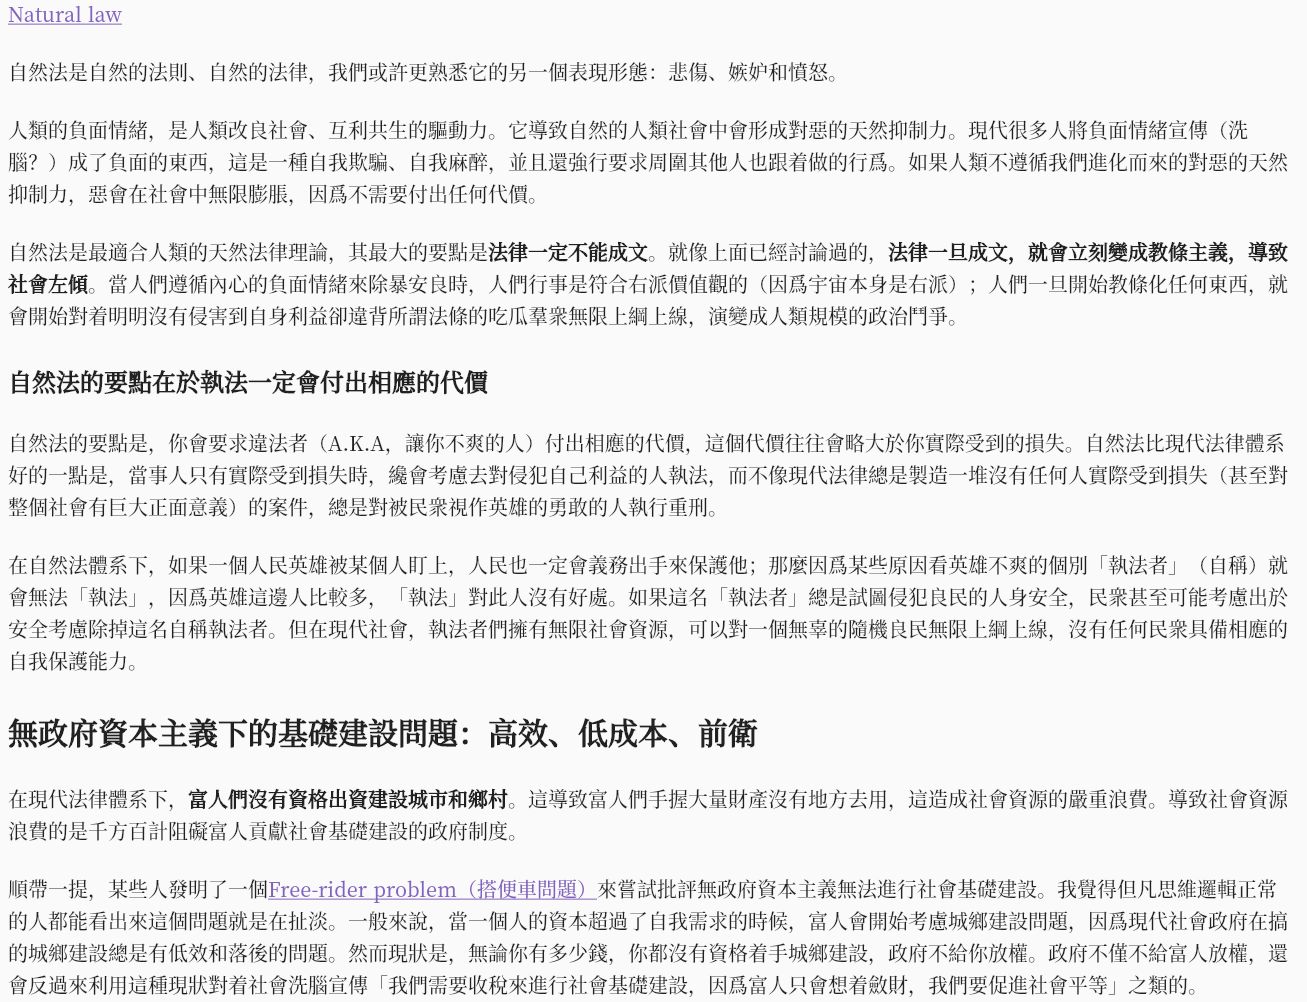 Natural law
自然法是自然的法則、自然的法律，我們或許更熟悉它的另一個表現形態：悲傷、嫉妒和憤怒。
人類的負面情緒，是人類改良社會、互利共生的驅動力。它導致自然的人類社會中會形成對惡的天然抑制力。現代很多人將負面情緒宣傳（洗
腦？）成了負面的東西，這是一種自我欺騙、自我麻醉，並且還強行要求周圍其他人也跟着做的行爲。如果人類不遵循我們進化而來的對惡的天然
抑制力，惡會在社會中無限膨脹，因爲不需要付出任何代價。
自然法是最適合人類的天然法律理論，其最大的要點是法律一定不能成文。就像上面已經討論過的，法律一旦成文，就會立刻變成教條主義，導致
社會左傾。當人們遵循內心的負面情緒來除暴安良時，人們行事是符合右派價值觀的（因爲宇宙本身是右派）；人們一旦開始教條化任何東西，就
會開始對着明明沒有侵害到自身利益卻違背所謂法條的吃瓜羣衆無限上綱上線，演變成人類規模的政治鬥爭。
自然法的要點在於執法一定會付出相應的代價
自然法的要點是，你會要求違法者（A.K.A，讓你不爽的人）付出相應的代價，這個代價往往會略大於你實際受到的損失。自然法比現代法律體系
好的一點是，當事人只有實際受到損失時，纔會考慮去對侵犯自己利益的人執法，而不像現代法律總是製造一堆沒有任何人實際受到損失（甚至對
整個社會有巨大正面意義）的案件，總是對被民衆視作英雄的勇敢的人執行重刑。
在自然法體系下，如果一個人民英雄被某個人盯上，人民也一定會義務出手來保護他；那麼因爲某些原因看英雄不爽的個別「執法者」（自稱）就
會無法「執法」，因爲英雄這邊人比較多，「執法」對此人沒有好處。如果這名「執法者」總是試圖侵犯良民的人身安全，民衆甚至可能考慮出於
安全考慮除掉這名自稱執法者。但在現代社會，執法者們擁有無限社會資源，可以對一個無辜的隨機良民無限上綱上線，沒有任何民衆具備相應的
自我保護能力。
無政府資本主義下的基礎建設問題：高效、低成本、前衛
在現代法律體系下，富人們沒有資格出資建設城市和鄉村。這導致富人們手握大量財產沒有地方去用，這造成社會資源的嚴重浪費。導致社會資源
浪費的是千方百計阻礙富人貢獻社會基礎建設的政府制度。
順帶一提，某些人發明了一個Free-rider problem（搭便車問題）來嘗試批評無政府資本主義無法進行社會基礎建設。我覺得但凡思維邏輯正常
的人都能看出來這個問題就是在扯淡。一般來說，當一個人的資本超過了自我需求的時候，富人會開始考慮城鄉建設問題，因爲現代社會政府在搞
的城鄉建設總是有低效和落後的問題。然而現狀是，無論你有多少錢，你都沒有資格着手城鄉建設，政府不給你放權。政府不僅不給富人放權，還
會反過來利用這種現狀對着社會洗腦宣傳「我們需要收稅來進行社會基礎建設，因爲富人只會想着斂財，我們要促進社會平等」之類的。